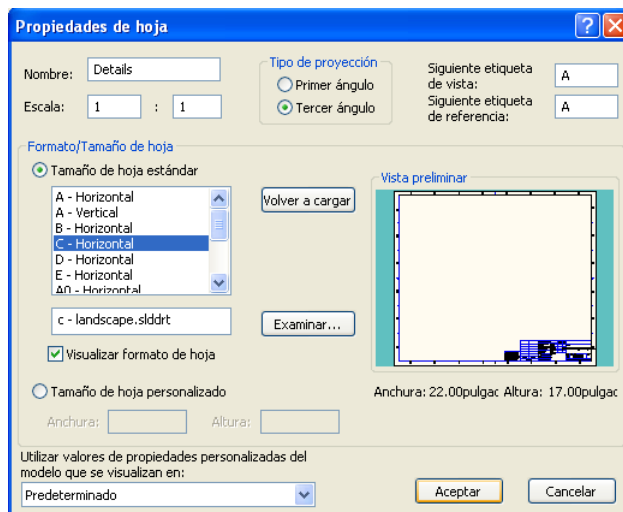 Propiedades de hoja
Nombre: Details
Escala: 1 : 1
Tipo de proyección
Primer ángulo
Tercer ángulo
Siguiente etiqueta de vista: A
Siguiente etiqueta de referencia: A
Formato/Tamaño de hoja
Tamaño de hoja estándar
A - Horizontal
A - Vertical
B - Horizontal
C - Horizontal
D - Horizontal
E - Horizontal
A0 - Horizontal
Volver a cargar
c - landscape.slddrt
Examinar...
Visualizar formato de hoja
Tamaño de hoja personalizado
Anchura:
Altura:
Vista preliminar
Anchura: 22.00pulgac Altura: 17.00pulgac
Utilizar valores de propiedades personalizadas del
modelo que se visualizan en:
Predeterminado
Aceptar
Cancelar